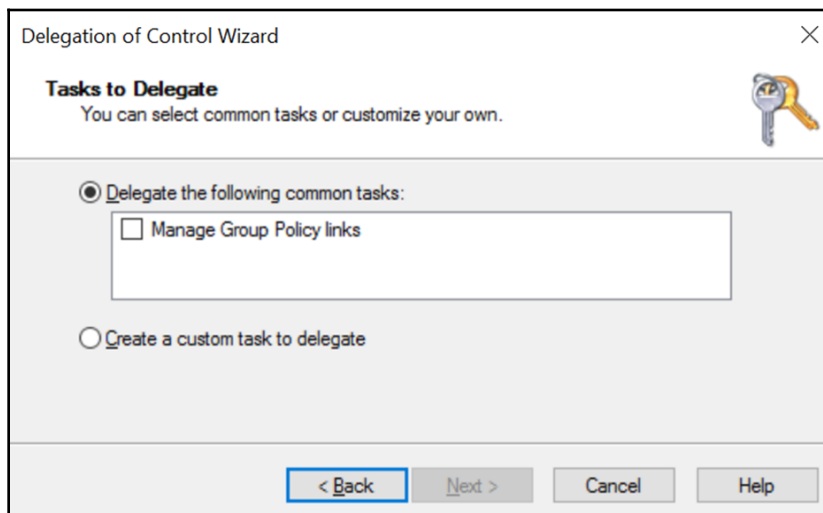 Delegation of Control Wizard
Tasks to Delegate
You can select common tasks or customize your own.
Delegate the following common tasks:
Manage Group Policy links
Create a custom task to delegate
< Back Next > Cancel Help